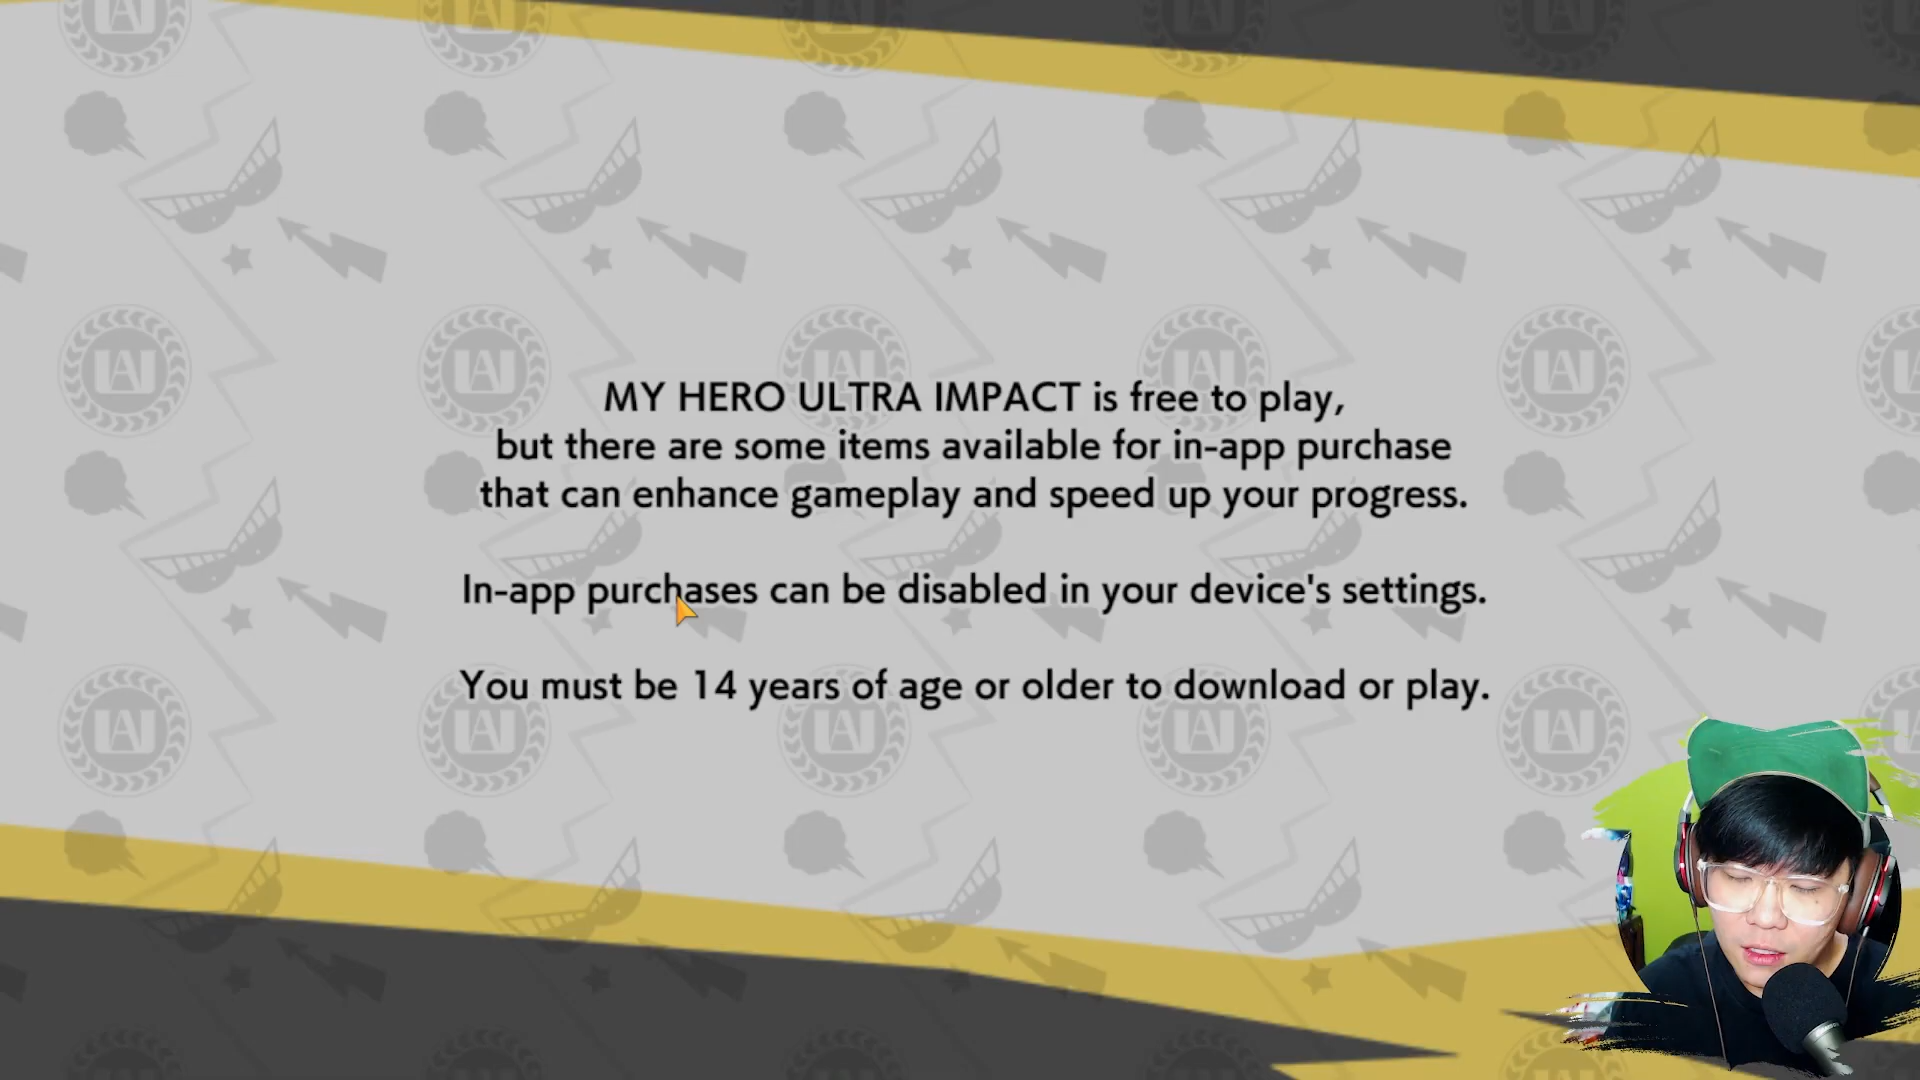 MY HERO ULTRA IMPACT is free to play,
but there are some items available for in-app purchase
that can enhance gameplay and speed up your progress.
In-app purchases can be disabled in your device's settings.
You must be 14 years of age or older to download or play.